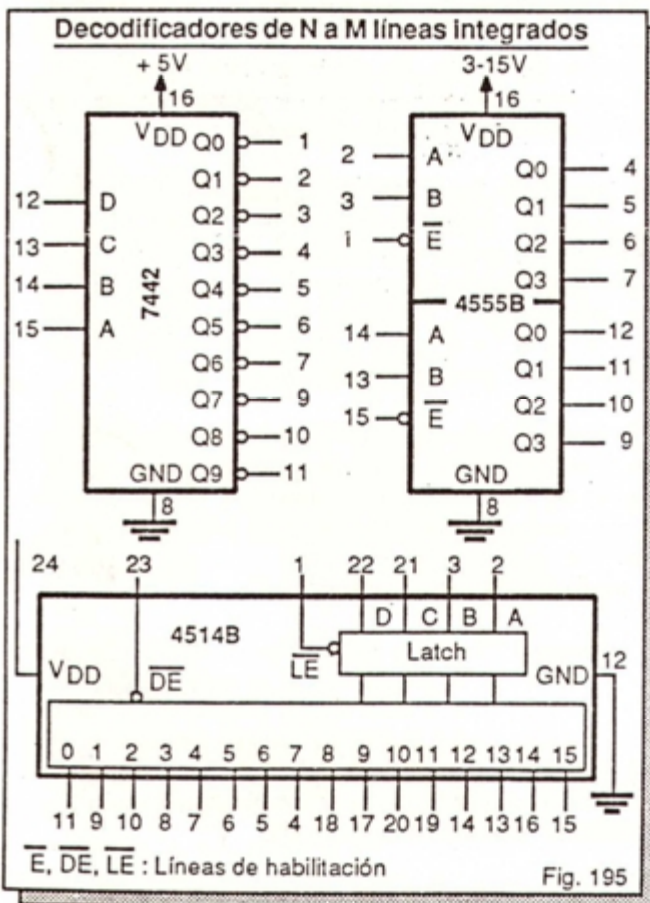 Decodificadores de N a M líneas integrados
+ 5V
16
VDD
7442
12 D
13 C
14 B
15 A
Q0 1
Q1 2
Q2 3
Q3 4
Q4 5
Q5 6
Q6 7
Q7 9
Q8 10
Q9 11
GND
8
3-15V
16
VDD
2 A
3 B
1 E̅
Q0 4
Q1 5
Q2 6
Q3 7
4555B
14 A
13 B
15 E̅
Q0 12
Q1 11
Q2 10
Q3 9
GND
8
24 23 1 22 21 3 2
4514B
D C B A
Latch
L̅E̅
VDD
D̅E̅
GND
12
0 1 2 3 4 5 6 7 8 9 10 11 12 13 14 15
11 9 10 8 7 6 5 4 18 17 20 19 14 13 16 15
E̅, D̅E̅, L̅E̅ : Líneas de habilitación
Fig. 195